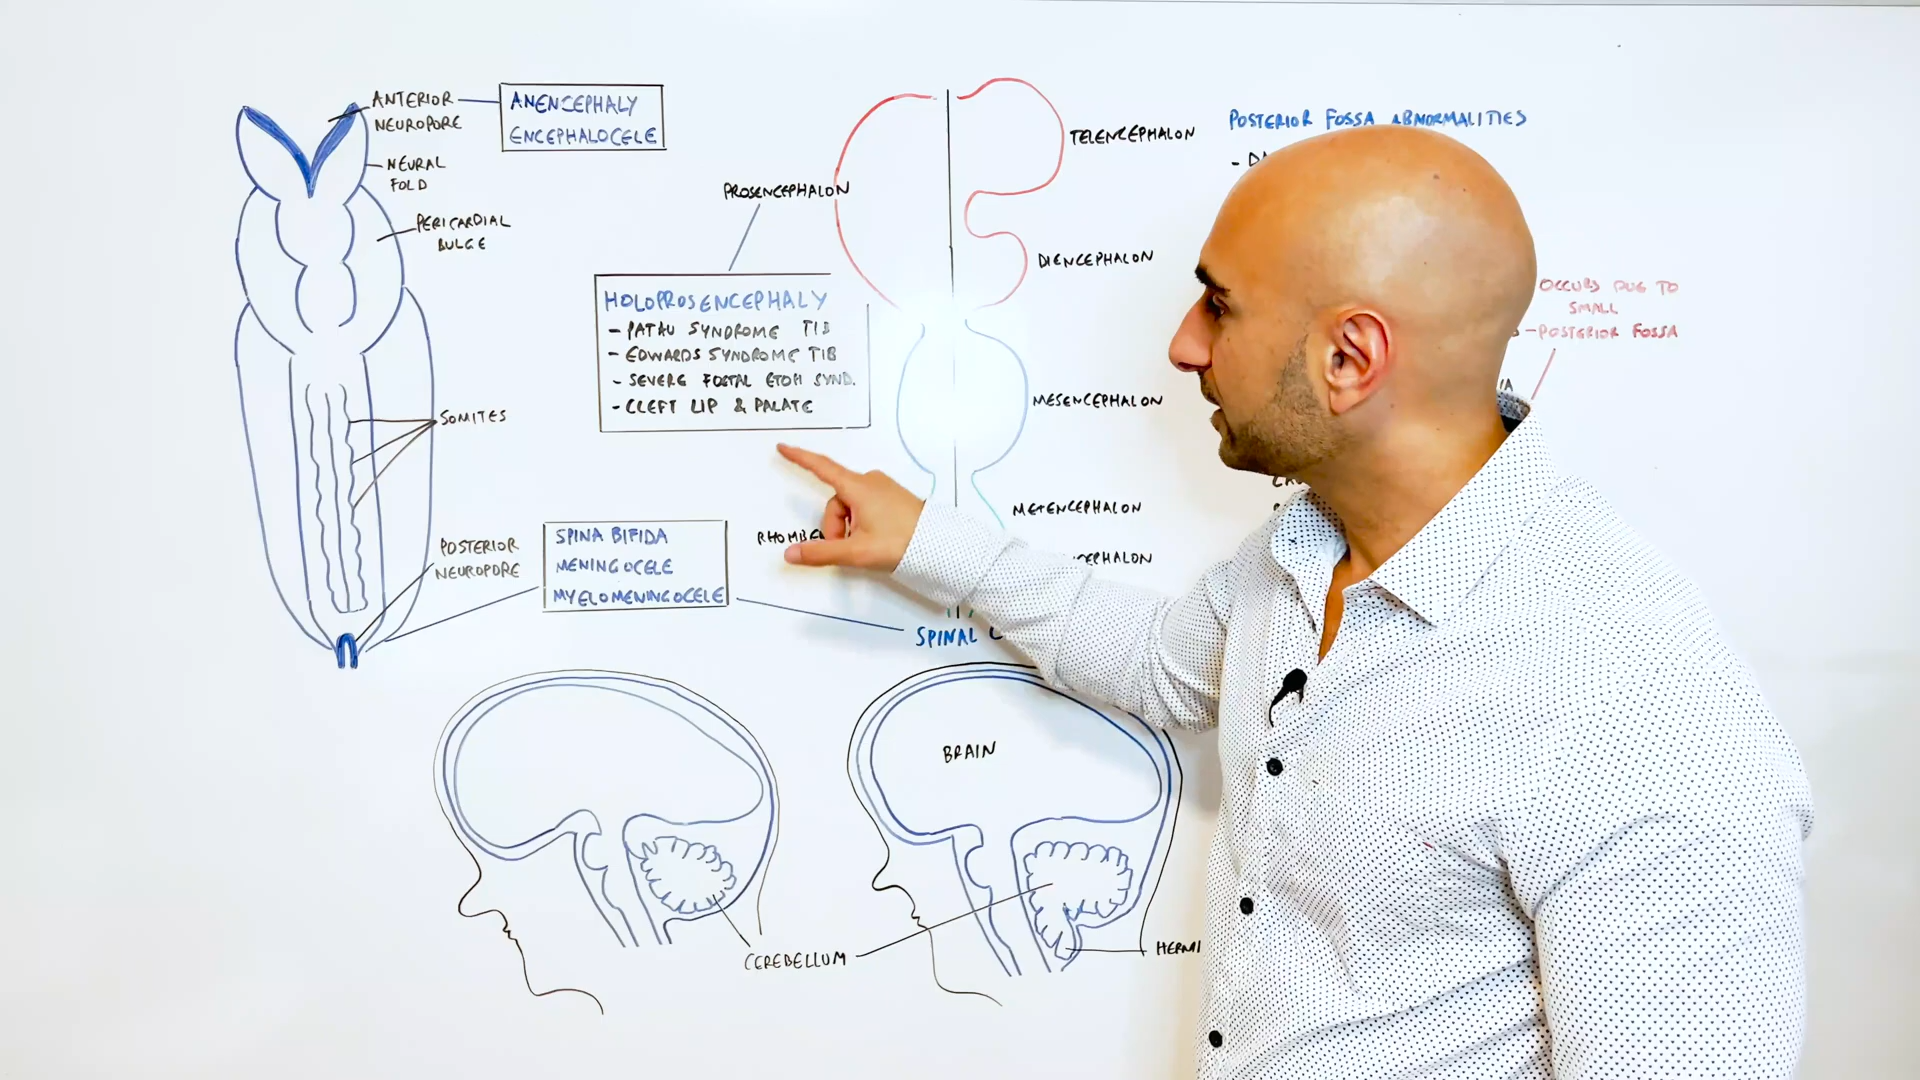 ANTERIOR
NEUROPORE
ANENCEPHALY
ENCEPHALOCELE
NEURAL
FOLD
PERICARDIAL
BULGE
SOMITES
POSTERIOR
NEUROPORE
SPINA BIFIDA
MENINGOCELE
MYELOMENINGOCELE
PROSENCEPHALON
HOLOPROSENCEPHALY
- PATAU SYNDROME T13
- EDWARDS SYNDROME T18
- SEVERE FOETAL ETOH SYND.
- CLEFT LIP & PALATE
TELENCEPHALON
DIENCEPHALON
MESENCEPHALON
METENCEPHALON
SPINAL
POSTERIOR FOSSA ABNORMALITIES
OCCURS DUE TO
SMALL
POSTERIOR FOSSA
BRAIN
CEREBELLUM